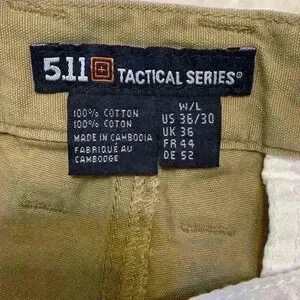 5.11 TACTICAL SERIES®
100% COTTON
100% COTON
MADE IN CAMBODIA
FABRIQUÉ AU
CAMBODGE
W/L
US 36/30
UK 36
FR 44
DE 52